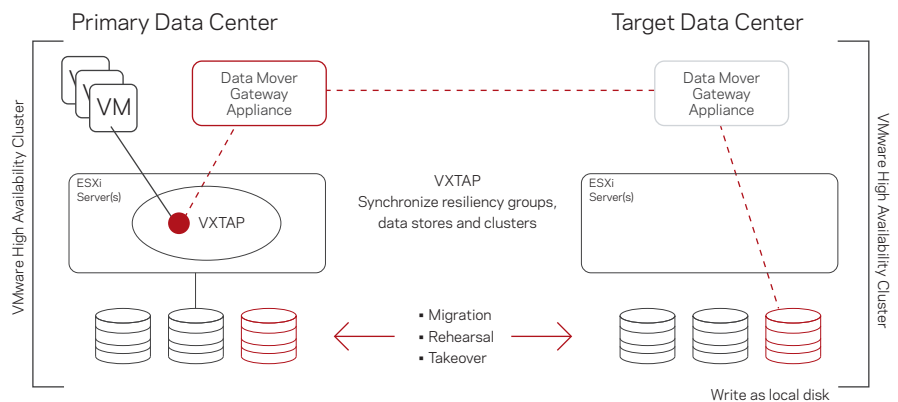 Primary Data Center
Target Data Center
VMware High Availability Cluster
V
V
VM
Data Mover
Gateway
Appliance
Data Mover
Gateway
Appliance
ESXi
Server(s)
VXTAP
VXTAP
Synchronize resiliency groups,
data stores and clusters
ESXi
Server(s)
VMware High Availability Cluster
▪ Migration
▪ Rehearsal
▪ Takeover
Write as local disk